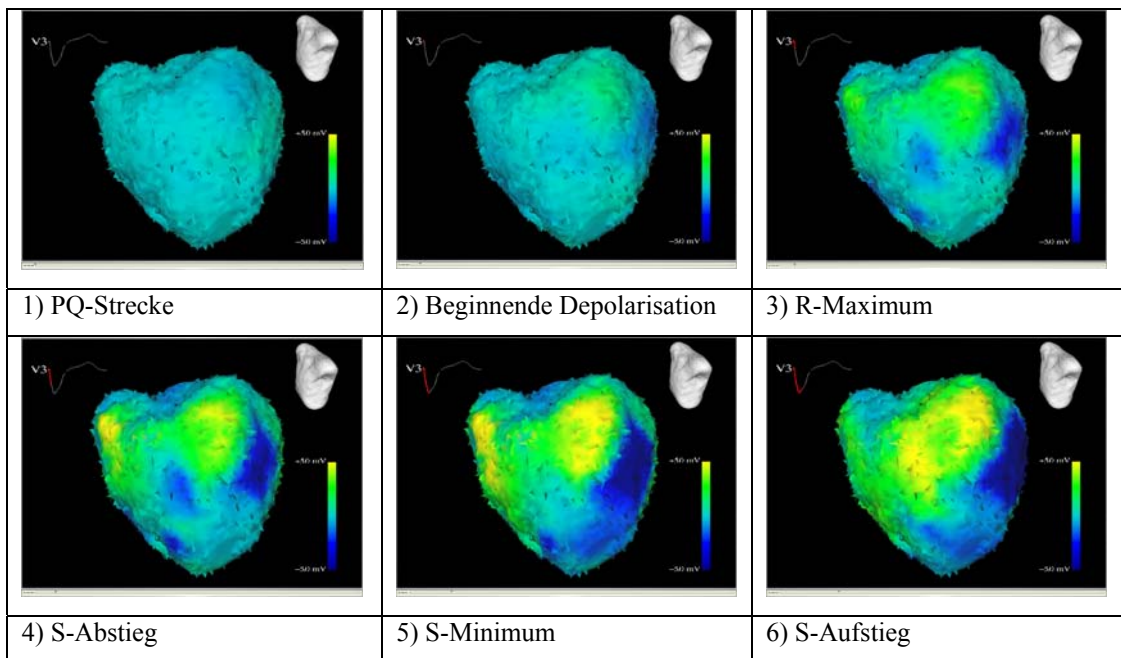 V3
+50 mV
-50 mV
V3
+50 mV
-50 mV
V3
+50 mV
-50 mV
1) PQ-Strecke
2) Beginnende Depolarisation
3) R-Maximum
V3
+50 mV
-50 mV
V3
+50 mV
-50 mV
V3
+50 mV
-50 mV
4) S-Abstieg
5) S-Minimum
6) S-Aufstieg